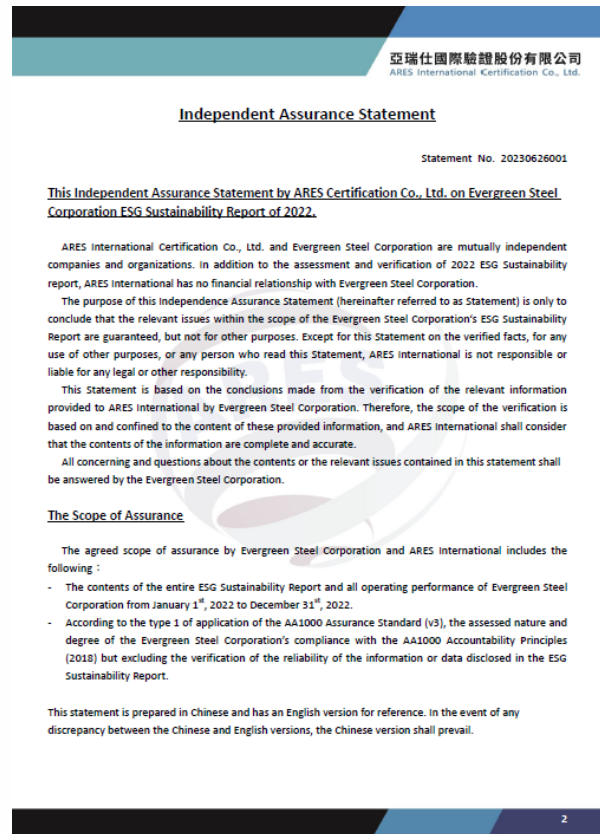 亞瑞仕國際驗證股份有限公司
ARES International Certification Co., Ltd.
Independent Assurance Statement
Statement No. 20230626001
This Independent Assurance Statement by ARES Certification Co., Ltd. on Evergreen Steel
Corporation ESG Sustainability Report of 2022.
ARES International Certification Co., Ltd. and Evergreen Steel Corporation are mutually independent
companies and organizations. In addition to the assessment and verification of 2022 ESG Sustainability
report, ARES International has no financial relationship with Evergreen Steel Corporation.
The purpose of this Independence Assurance Statement (hereinafter referred to as Statement) is only to
conclude that the relevant issues within the scope of the Evergreen Steel Corporation's ESG Sustainability
Report are guaranteed, but not for other purposes. Except for this Statement on the verified facts, for any
use of other purposes, or any person who read this Statement, ARES International is not responsible or
liable for any legal or other responsibility.
This Statement is based on the conclusions made from the verification of the relevant information
provided to ARES International by Evergreen Steel Corporation. Therefore, the scope of the verification is
based on and confined to the content of these provided information, and ARES International shall consider
that the contents of the information are complete and accurate.
All concerning and questions about the contents or the relevant issues contained in this statement shall
be answered by the Evergreen Steel Corporation.
The Scope of Assurance
The agreed scope of assurance by Evergreen Steel Corporation and ARES International includes the
following：
- The contents of the entire ESG Sustainability Report and all operating performance of Evergreen Steel
Corporation from January 1st, 2022 to December 31st, 2022.
- According to the type 1 of application of the AA1000 Assurance Standard (v3), the assessed nature and
degree of the Evergreen Steel Corporation's compliance with the AA1000 Accountability Principles
(2018) but excluding the verification of the reliability of the information or data disclosed in the ESG
Sustainability Report.
This statement is prepared in Chinese and has an English version for reference. In the event of any
discrepancy between the Chinese and English versions, the Chinese version shall prevail.
ARES
2